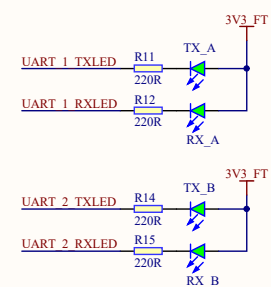 3V3_FT
TX_A
R11
UART_1_TXLED
220R
R12
UART_1_RXLED
220R
RX_A
3V3_FT
TX_B
R14
UART_2_TXLED
220R
R15
UART_2_RXLED
220R
RX_B